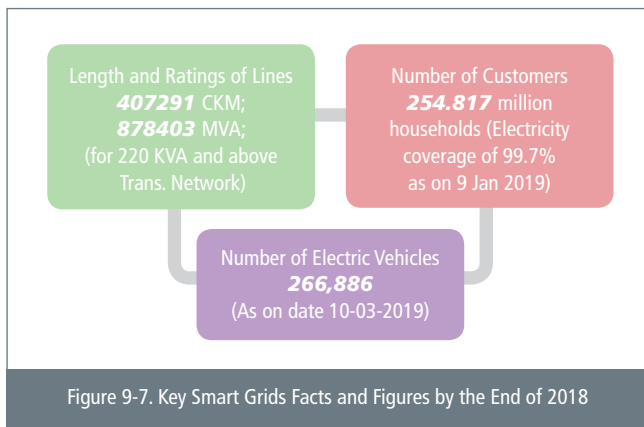 Length and Ratings of Lines
407291 CKM;
878403 MVA;
(for 220 KVA and above
Trans. Network)
Number of Customers
254.817 million
households (Electricity
coverage of 99.7%
as on 9 Jan 2019)
Number of Electric Vehicles
266,886
(As on date 10-03-2019)
Figure 9-7. Key Smart Grids Facts and Figures by the End of 2018